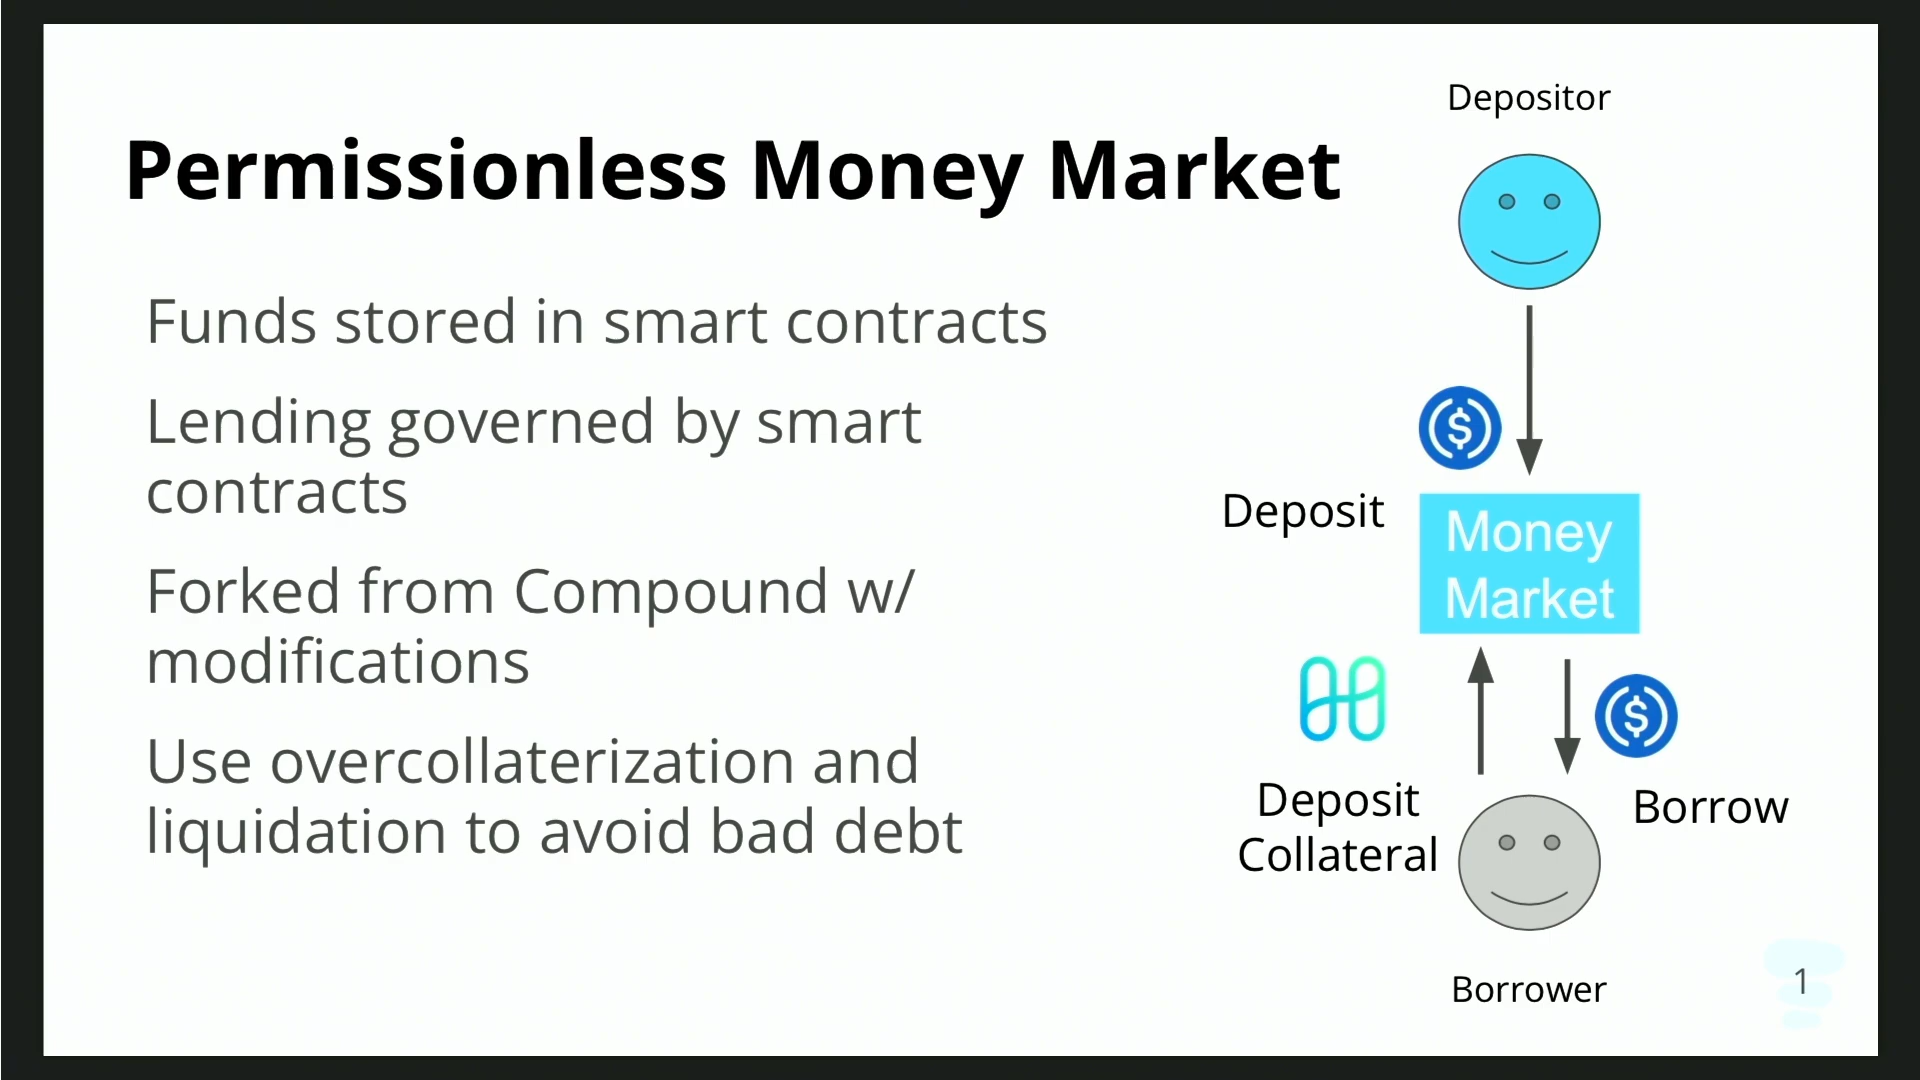 Permissionless Money Market
Funds stored in smart contracts
Lending governed by smart
contracts
Forked from Compound w/
modifications
Use overcollaterization and
liquidation to avoid bad debt
Depositor
$
Deposit
Money
Market
$
Deposit
Collateral
Borrow
Borrower
1